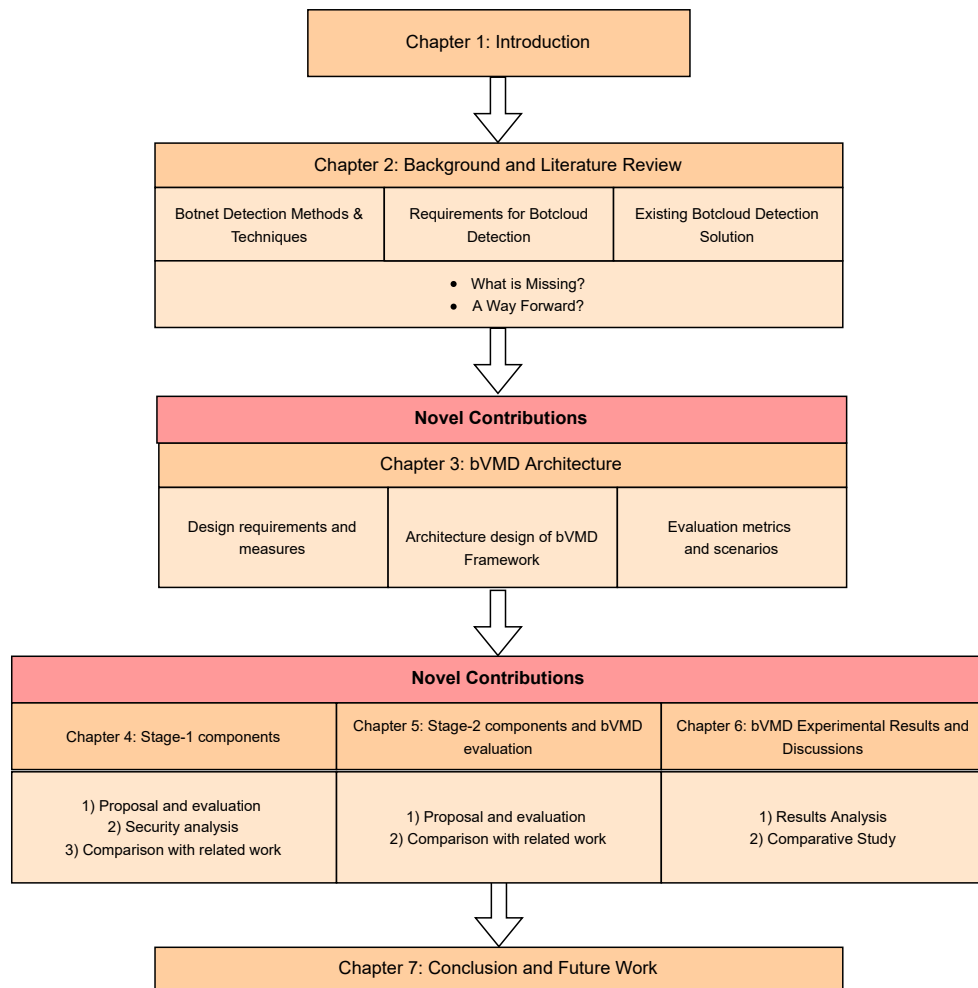 Chapter 1: Introduction
Chapter 2: Background and Literature Review
Botnet Detection Methods &
Techniques
Requirements for Botcloud
Detection
Existing Botcloud Detection
Solution
● What is Missing?
● A Way Forward?
Novel Contributions
Chapter 3: bVMD Architecture
Design requirements and
measures
Architecture design of bVMD
Framework
Evaluation metrics
and scenarios
Novel Contributions
Chapter 4: Stage-1 components
Chapter 5: Stage-2 components and bVMD
evaluation
Chapter 6: bVMD Experimental Results and
Discussions
1) Proposal and evaluation
2) Security analysis
3) Comparison with related work
1) Proposal and evaluation
2) Comparison with related work
1) Results Analysis
2) Comparative Study
Chapter 7: Conclusion and Future Work